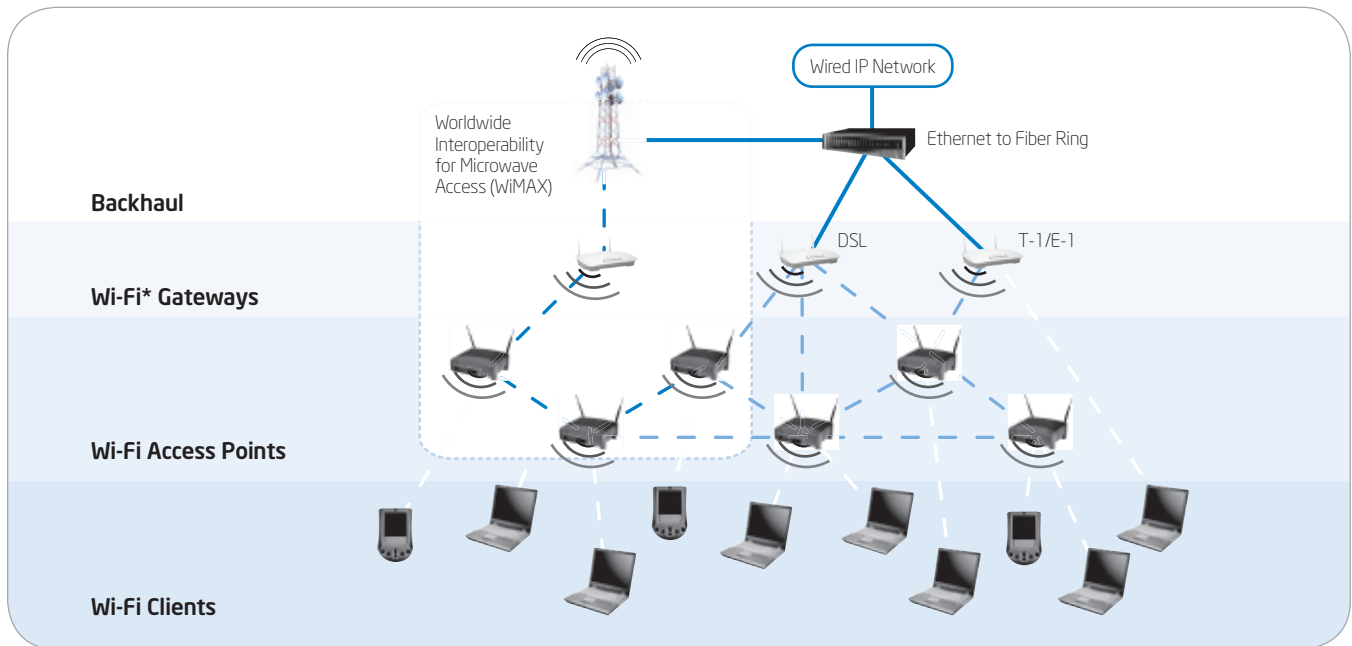 Wired IP Network
Worldwide
Interoperability
for Microwave
Access (WiMAX)
Ethernet to Fiber Ring
Backhaul
DSL
T-1/E-1
Wi-Fi* Gateways
Wi-Fi Access Points
Wi-Fi Clients